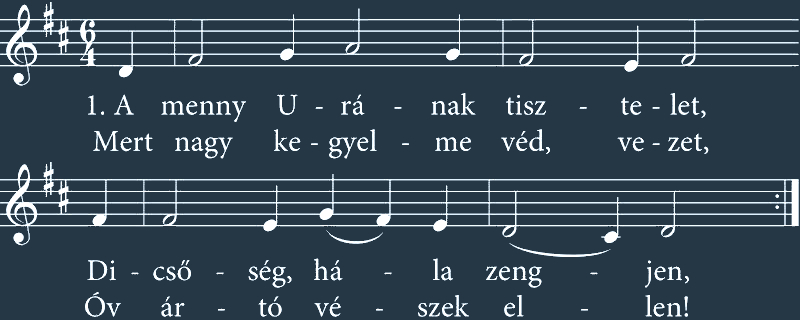 6
4
1. A menny U - rá - nak tisz - te - let,
Mert nagy ke - gyel - me véd, ve - zet,
Di - cső - ség, há - la zeng - jen,
Óv ár - tó vé - szek el - len!